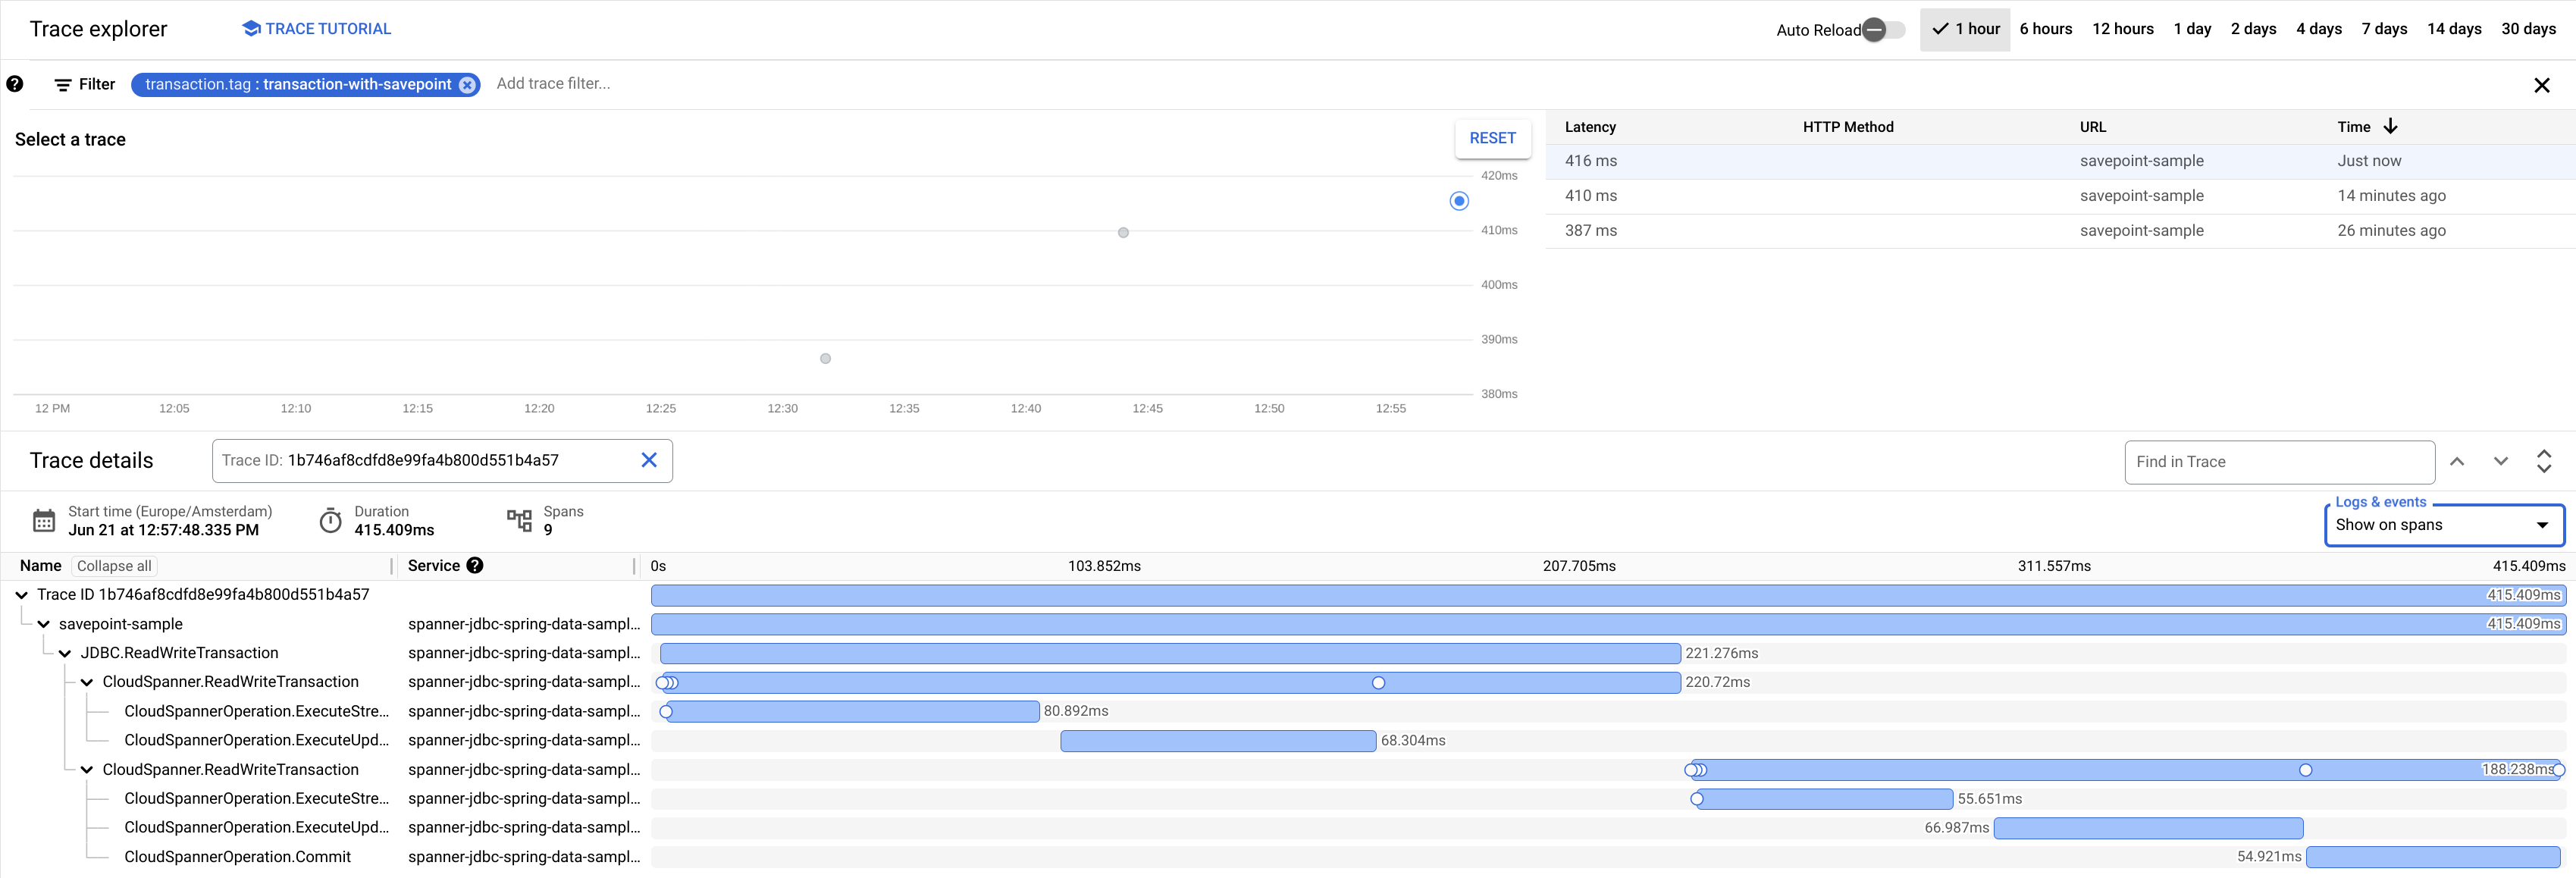 Trace explorer TRACE TUTORIAL Auto Reload 1 hour 6 hours 12 hours 1 day 2 days 4 days 7 days 14 days 30 days
Filter transaction.tag : transaction-with-savepoint Add trace filter...
Select a trace RESET
420ms
410ms
400ms
390ms
380ms
12 PM 12:05 12:10 12:15 12:20 12:25 12:30 12:35 12:40 12:45 12:50 12:55
Latency HTTP Method URL Time
416 ms savepoint-sample Just now
410 ms savepoint-sample 14 minutes ago
387 ms savepoint-sample 26 minutes ago
Trace details Trace ID: 1b746af8cdfd8e99fa4b800d551b4a57 Find in Trace
Start time (Europe/Amsterdam) Duration Spans Logs & events
Jun 21 at 12:57:48.335 PM 415.409ms 9 Show on spans
Name Collapse all Service 0s 103.852ms 207.705ms 311.557ms 415.409ms
Trace ID 1b746af8cdfd8e99fa4b800d551b4a57 415.409ms
savepoint-sample spanner-jdbc-spring-data-sampl... 415.409ms
JDBC.ReadWriteTransaction spanner-jdbc-spring-data-sampl... 221.276ms
CloudSpanner.ReadWriteTransaction spanner-jdbc-spring-data-sampl... 220.72ms
CloudSpannerOperation.ExecuteStre... spanner-jdbc-spring-data-sampl... 80.892ms
CloudSpannerOperation.ExecuteUpd... spanner-jdbc-spring-data-sampl... 68.304ms
CloudSpanner.ReadWriteTransaction spanner-jdbc-spring-data-sampl... 188.238ms
CloudSpannerOperation.ExecuteStre... spanner-jdbc-spring-data-sampl... 55.651ms
CloudSpannerOperation.ExecuteUpd... spanner-jdbc-spring-data-sampl... 66.987ms
CloudSpannerOperation.Commit spanner-jdbc-spring-data-sampl... 54.921ms